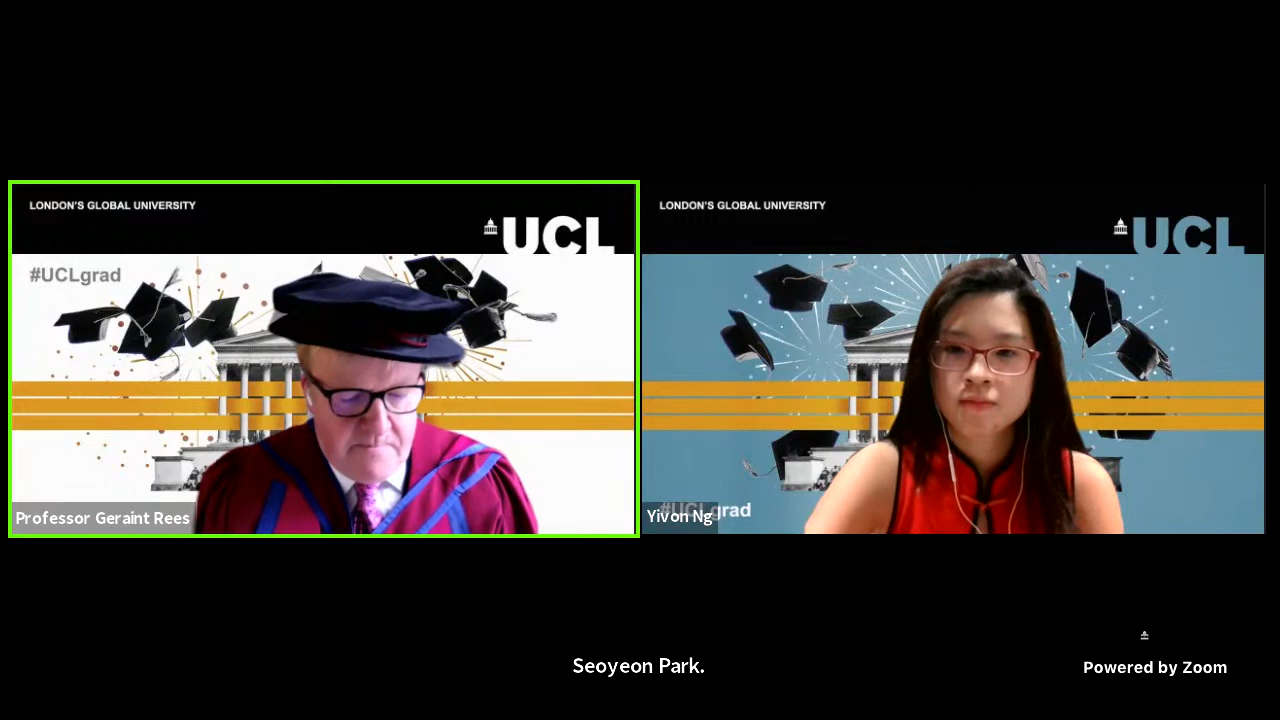 LONDON'S GLOBAL UNIVERSITY
UCL
#UCLgrad
Professor Geraint Rees
LONDON'S GLOBAL UNIVERSITY
UCL
#UCLgrad
Yivon Ng
Seoyeon Park.
Powered by Zoom